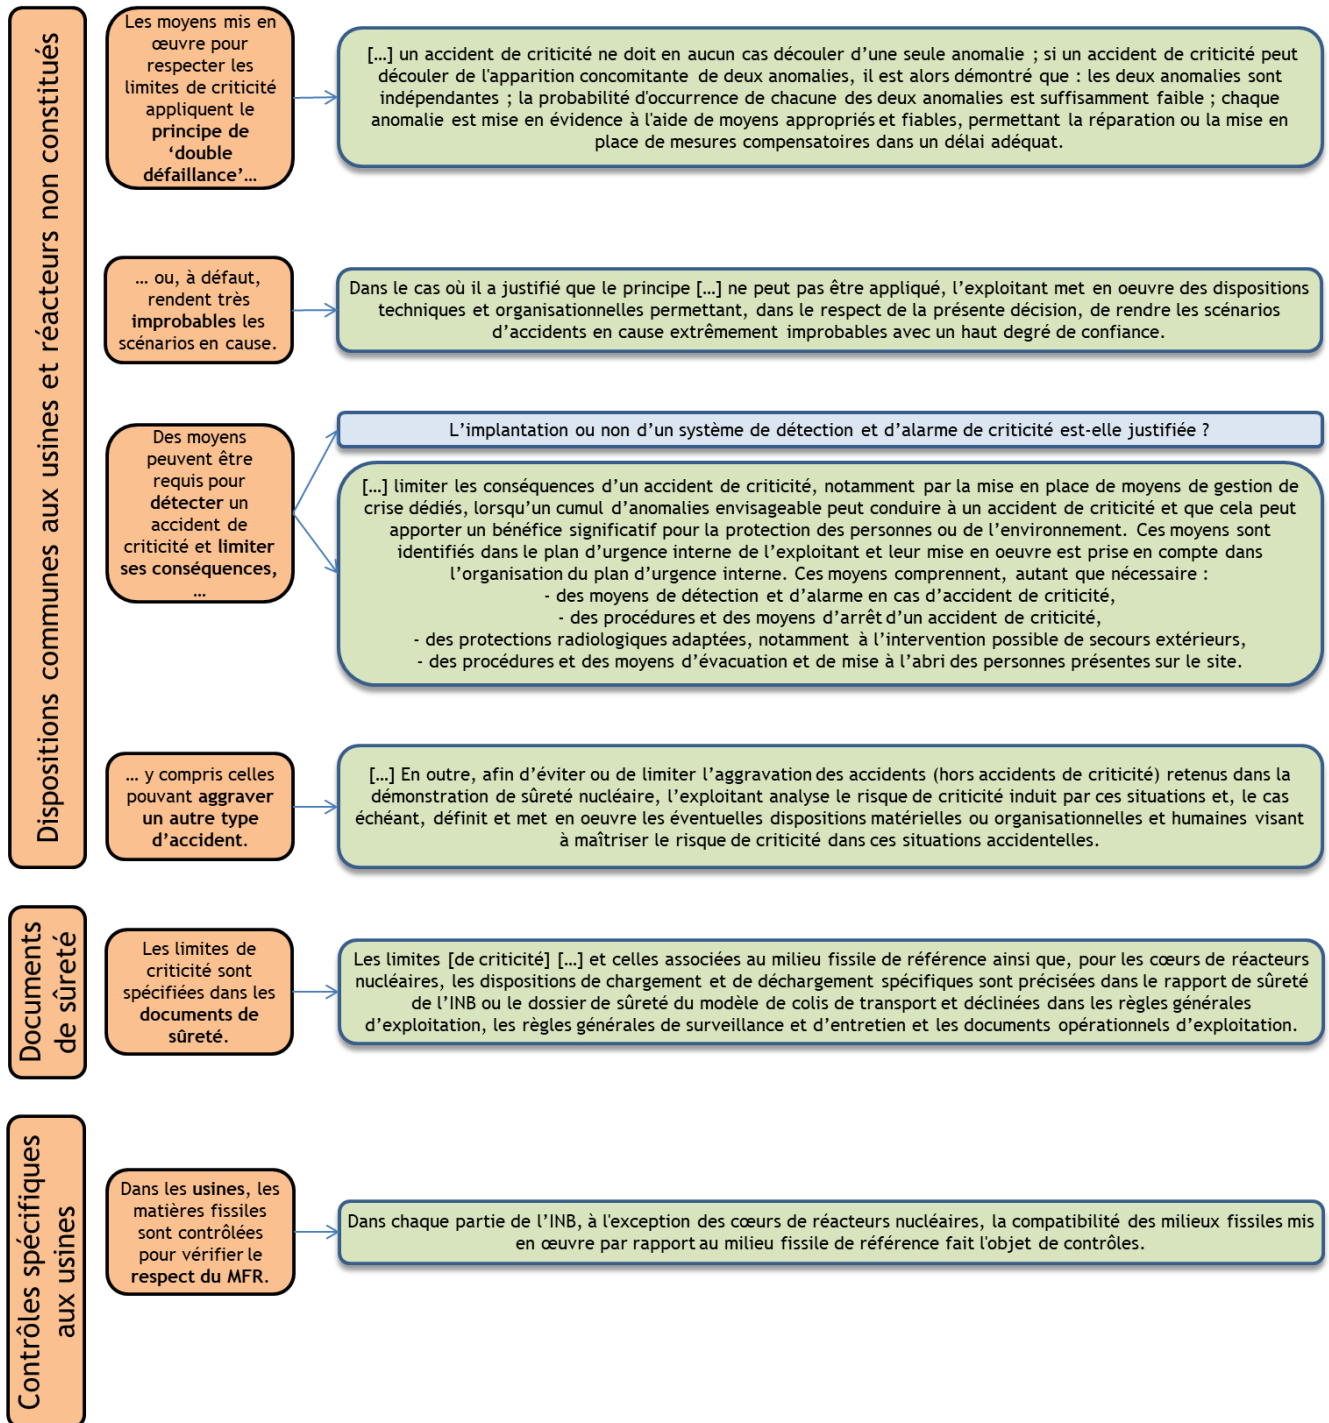 Dispositions communes aux usines et réacteurs non constitués
Les moyens mis en
œuvre pour
respecter les
limites de criticité
appliquent le
principe de
‘double
défaillance’…
[…] un accident de criticité ne doit en aucun cas découler d’une seule anomalie ; si un accident de criticité peut
découler de l'apparition concomitante de deux anomalies, il est alors démontré que : les deux anomalies sont
indépendantes ; la probabilité d'occurrence de chacune des deux anomalies est suffisamment faible ; chaque
anomalie est mise en évidence à l'aide de moyens appropriés et fiables, permettant la réparation ou la mise en
place de mesures compensatoires dans un délai adéquat.
… ou, à défaut,
rendent très
improbables les
scénarios en cause.
Dans le cas où il a justifié que le principe […] ne peut pas être appliqué, l’exploitant met en oeuvre des dispositions
techniques et organisationnelles permettant, dans le respect de la présente décision, de rendre les scénarios
d’accidents en cause extrêmement improbables avec un haut degré de confiance.
Des moyens
peuvent être
requis pour
détecter un
accident de
criticité et limiter
ses conséquences,
…
L’implantation ou non d’un système de détection et d’alarme de criticité est-elle justifiée ?
[…] limiter les conséquences d’un accident de criticité, notamment par la mise en place de moyens de gestion de
crise dédiés, lorsqu’un cumul d’anomalies envisageable peut conduire à un accident de criticité et que cela peut
apporter un bénéfice significatif pour la protection des personnes ou de l’environnement. Ces moyens sont
identifiés dans le plan d’urgence interne de l’exploitant et leur mise en oeuvre est prise en compte dans
l’organisation du plan d’urgence interne. Ces moyens comprennent, autant que nécessaire :
- des moyens de détection et d’alarme en cas d’accident de criticité,
- des procédures et des moyens d’arrêt d’un accident de criticité,
- des protections radiologiques adaptées, notamment à l’intervention possible de secours extérieurs,
- des procédures et des moyens d’évacuation et de mise à l’abri des personnes présentes sur le site.
… y compris celles
pouvant aggraver
un autre type
d’accident.
[…] En outre, afin d’éviter ou de limiter l’aggravation des accidents (hors accidents de criticité) retenus dans la
démonstration de sûreté nucléaire, l’exploitant analyse le risque de criticité induit par ces situations et, le cas
échéant, définit et met en oeuvre les éventuelles dispositions matérielles ou organisationnelles et humaines visant
à maîtriser le risque de criticité dans ces situations accidentelles.
Documents
de sûreté
Les limites de
criticité sont
spécifiées dans les
documents de
sûreté.
Les limites [de criticité] […] et celles associées au milieu fissile de référence ainsi que, pour les cœurs de réacteurs
nucléaires, les dispositions de chargement et de déchargement spécifiques sont précisées dans le rapport de sûreté
de l’INB ou le dossier de sûreté du modèle de colis de transport et déclinées dans les règles générales
d’exploitation, les règles générales de surveillance et d’entretien et les documents opérationnels d’exploitation.
Contrôles spécifiques
aux usines
Dans les usines, les
matières fissiles
sont contrôlées
pour vérifier le
respect du MFR.
Dans chaque partie de l’INB, à l'exception des cœurs de réacteurs nucléaires, la compatibilité des milieux fissiles mis
en œuvre par rapport au milieu fissile de référence fait l'objet de contrôles.